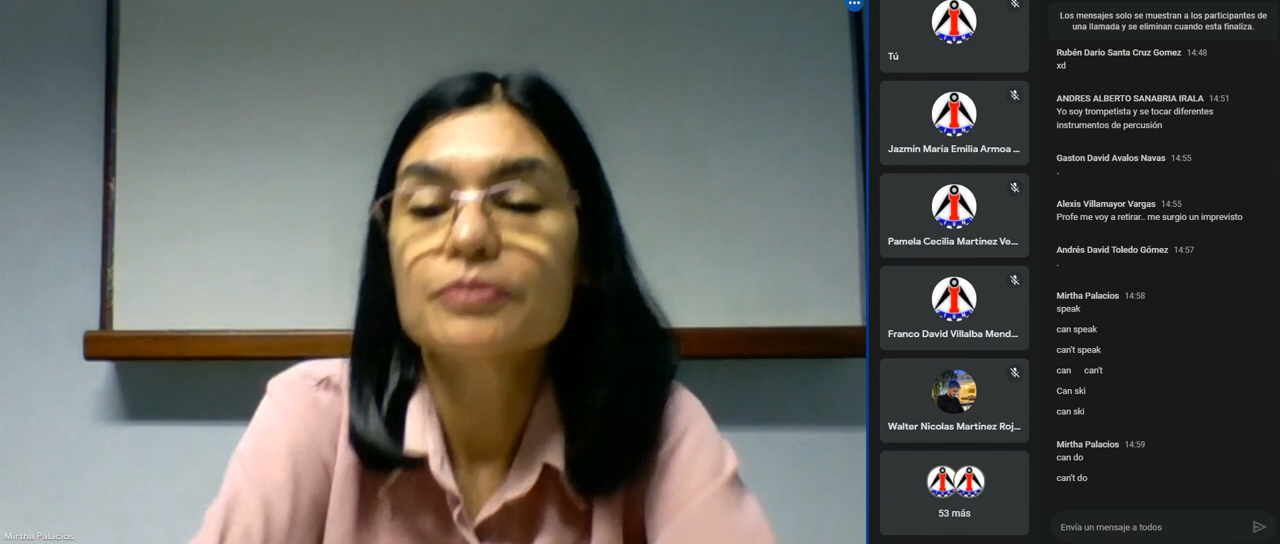 Mirtha Palacios
Tú
Jazmín María Emilia Armoa ...
Pamela Cecilia Martínez Ve...
Franco David Villalba Mend...
Walter Nicolas Martínez Roj...
53 más
Los mensajes solo se muestran a los participantes de
una llamada y se eliminan cuando esta finaliza.
Rubén Dario Santa Cruz Gomez 14:48
xd
ANDRES ALBERTO SANABRIA IRALA 14:51
Yo soy trompetista y se tocar diferentes
instrumentos de percusión
Gaston David Avalos Navas 14:55
.
Alexis Villamayor Vargas 14:55
Profe me voy a retirar.. me surgio un imprevisto
Andrés David Toledo Gómez 14:57
.
Mirtha Palacios 14:58
speak
can speak
can't speak
can can't
Can ski
can ski
Mirtha Palacios 14:59
can do
can't do
Envía un mensaje a todos